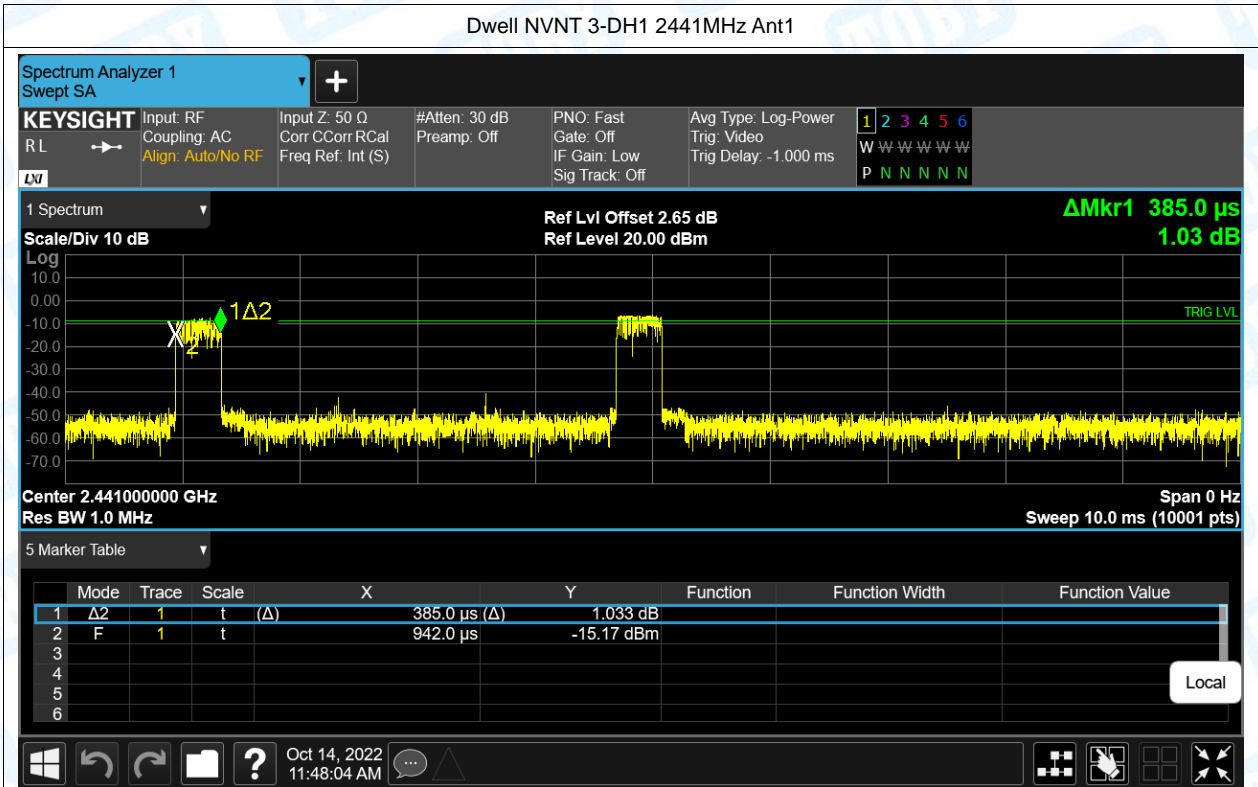 Dwell NVNT 3-DH1 2441MHz Ant1
Spectrum Analyzer 1
Swept SA
+
KEYSIGHT
RL
LXI
Input: RF
Coupling: AC
Align: Auto/No RF
Input Z: 50 Ω
Corr CCorr RCal
Freq Ref: Int (S)
#Atten: 30 dB
Preamp: Off
PNO: Fast
Gate: Off
IF Gain: Low
Sig Track: Off
Avg Type: Log-Power
Trig: Video
Trig Delay: -1.000 ms
1 2 3 4 5 6
W W W W W W
P N N N N N
1 Spectrum
Scale/Div 10 dB
Ref Lvl Offset 2.65 dB
Ref Level 20.00 dBm
ΔMkr1 385.0 µs
1.03 dB
Log
10.0
0.00
-10.0
-20.0
-30.0
-40.0
-50.0
-60.0
-70.0
1Δ2
2
TRIG LVL
Center 2.441000000 GHz
Span 0 Hz
Res BW 1.0 MHz
Sweep 10.0 ms (10001 pts)
5 Marker Table
Mode Trace Scale X Y Function Function Width Function Value
1 Δ2 1 t (Δ) 385.0 µs (Δ) 1.033 dB
2 F 1 t 942.0 µs -15.17 dBm
3
4
5
6
Local
?
Oct 14, 2022
11:48:04 AM